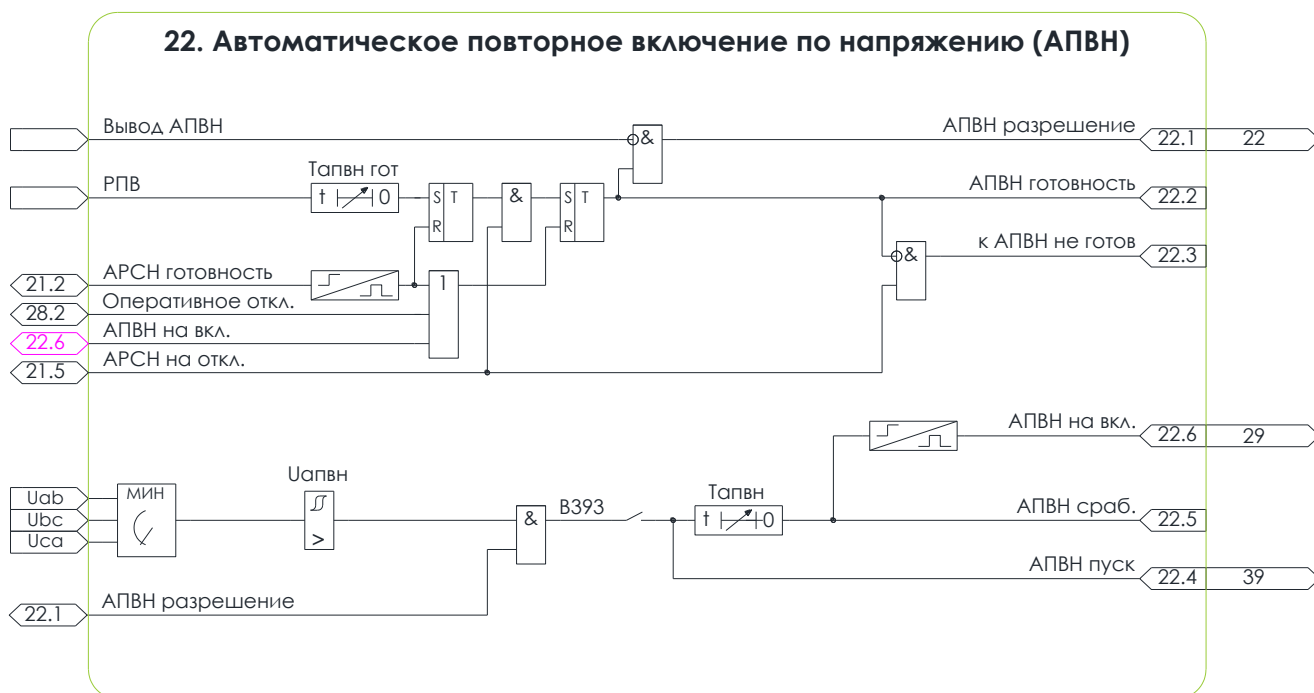 22. Автоматическое повторное включение по напряжению (АПВН)
Вывод АПВН
&
АПВН разрешение
22.1
22
РПВ
Тапвн гот
t
0
S T
R
&
S T
R
АПВН готовность
22.2
&
к АПВН не готов
22.3
21.2
АРСН готовность
1
28.2
Оперативное откл.
22.6
АПВН на вкл.
21.5
АРСН на откл.
АПВН на вкл.
22.6
29
Uab
Ubc
Uca
МИН
Uапвн
>
&
В393
Тапвн
t
0
АПВН сраб.
22.5
АПВН пуск
22.4
39
22.1
АПВН разрешение